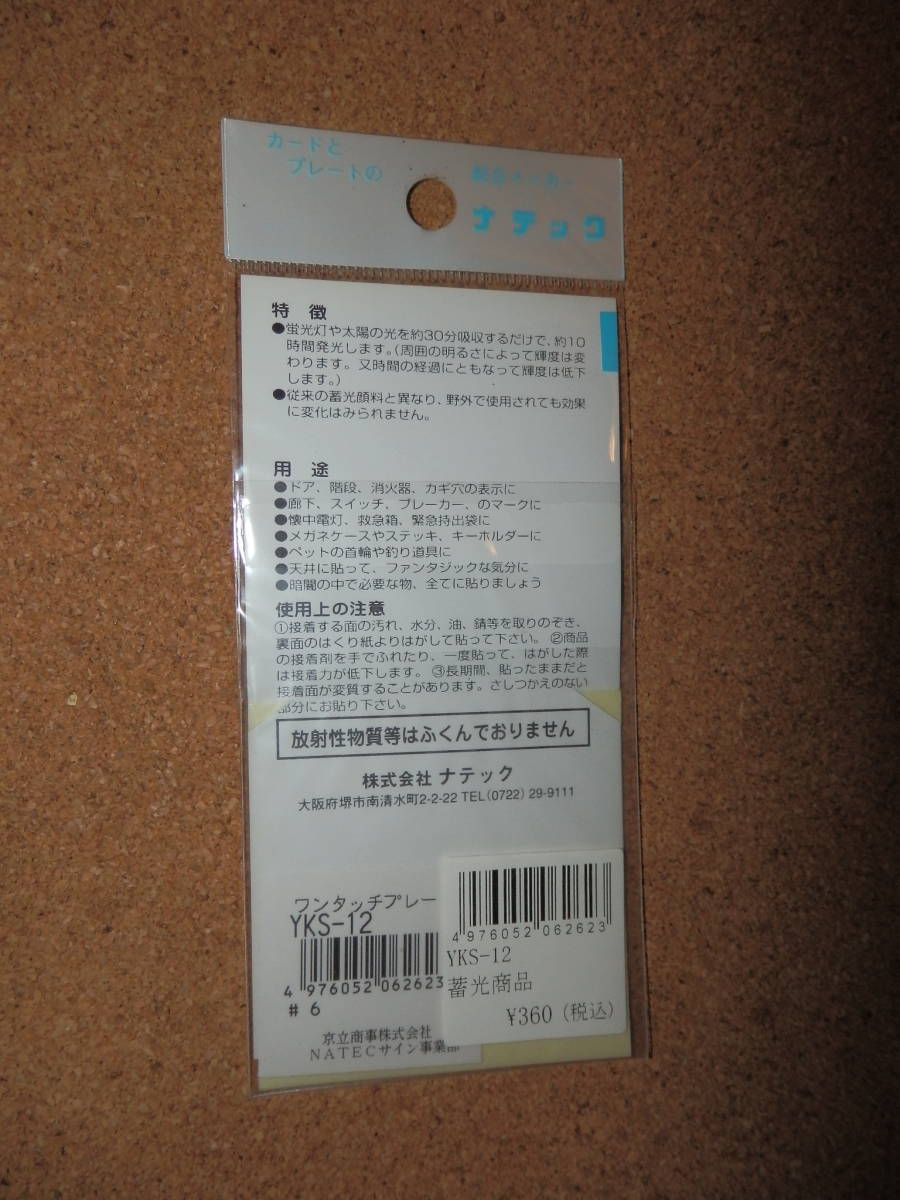 カードと
プレートの 総合メーカー
ナテック
特 徴
●蛍光灯や太陽の光を約30分吸収するだけで、約10
時間発光します。(周囲の明るさによって輝度は変
わります。又時間の経過にともなって輝度は低下
します。)
●従来の蓄光顔料と異なり、野外で使用されても効果
に変化はみられません。
用 途
●ドア、階段、消火器、カギ穴の表示に
●廊下、スイッチ、ブレーカー、のマークに
●懐中電灯、救急箱、緊急持出袋に
●メガネケースやステッキ、キーホルダーに
●ペットの首輪や釣り道具に
●天井に貼って、ファンタジックな気分に
●暗闇の中で必要な物、全てに貼りましょう
使用上の注意
①接着する面の汚れ、水分、油、錆等を取りのぞき、
裏面のはくり紙よりはがして貼って下さい。②商品
の接着剤を手でふれたり、一度貼って、はがした際
は接着力が低下します。③長期間、貼ったままだと
接着面が変質することがあります。さしつかえのない
部分にお貼り下さい。
放射性物質等はふくんでおりません
株式会社 ナテック
大阪府堺市南清水町2-2-22 TEL(0722) 29-9111
ワンタッチプレー
YKS-12
4 976052 062623
# 6
京立商事株式会社
NATECサイン事業部
4 976052 062623
YKS-12
蓄光商品
¥360 (税込)